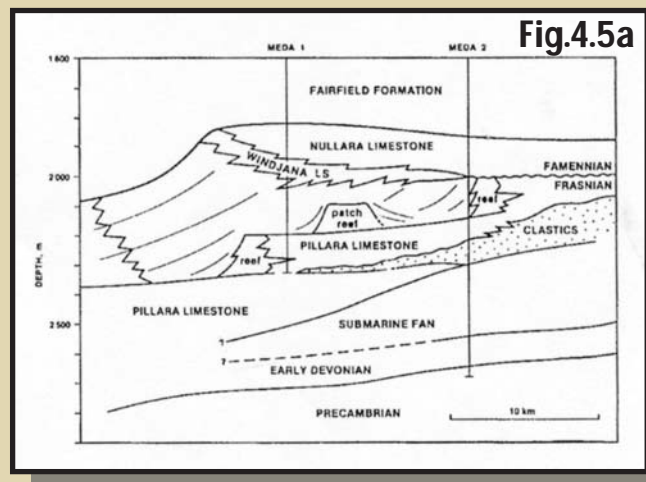 Fig.4.5a
MEDA 1
MEDA 2
1500
FAIRFIELD FORMATION
NULLARA LIMESTONE
WINDJANA LS
2000
FAMENNIAN
FRASNIAN
reef
patch
reef
CLASTICS
reef
PILLARA LIMESTONE
DEPTH, m
PILLARA LIMESTONE
2500
SUBMARINE FAN
?
?
EARLY DEVONIAN
10 km
PRECAMBRIAN